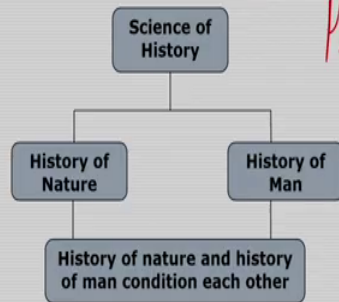 Science of
History
History of
Nature
History of
Man
History of nature and history
of man condition each other